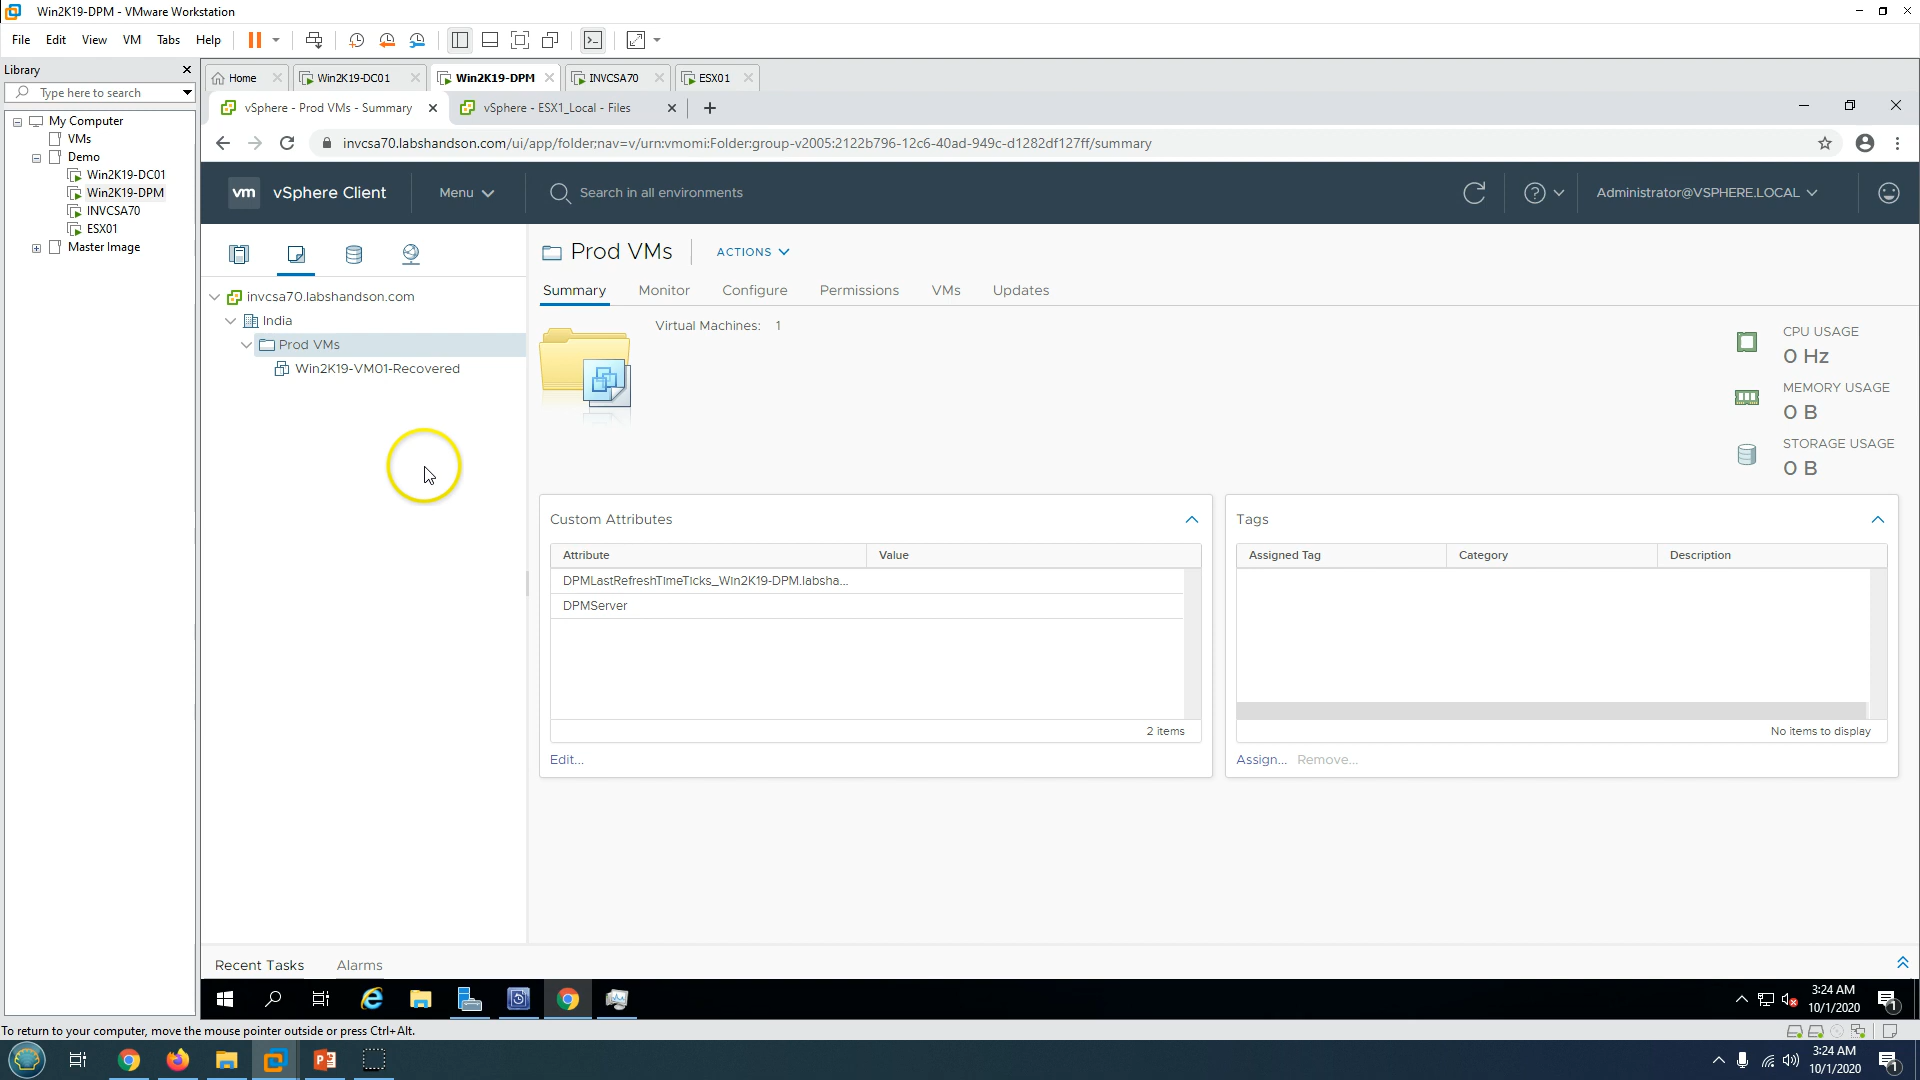 Win2K19-DPM - VMware Workstation
File Edit View VM Tabs Help
Library
Type here to search
My Computer
VMs
Demo
Win2K19-DC01
Win2K19-DPM
INVCSA70
ESX01
Master Image
Home Win2K19-DC01 Win2K19-DPM INVCSA70 ESX01
vSphere - Prod VMs - Summary vSphere - ESX1_Local - Files
invcsa70.labshandson.com/ui/app/folder;nav=v/urn:vmomi:Folder:group-v2005:2122b796-12c6-40ad-949c-d1282df127ff/summary
vm vSphere Client Menu Search in all environments Administrator@VSPHERE.LOCAL
invcsa70.labshandson.com
India
Prod VMs
Win2K19-VM01-Recovered
Prod VMs ACTIONS
Summary Monitor Configure Permissions VMs Updates
Virtual Machines: 1
CPU USAGE
0 Hz
MEMORY USAGE
0 B
STORAGE USAGE
0 B
Custom Attributes
Attribute Value
DPMLastRefreshTimeTicks_Win2K19-DPM.labsha...
DPMServer
2 items
Edit...
Tags
Assigned Tag Category Description
No items to display
Assign... Remove...
Recent Tasks Alarms
3:24 AM
10/1/2020
1
To return to your computer, move the mouse pointer outside or press Ctrl+Alt.
3:24 AM
10/1/2020
1